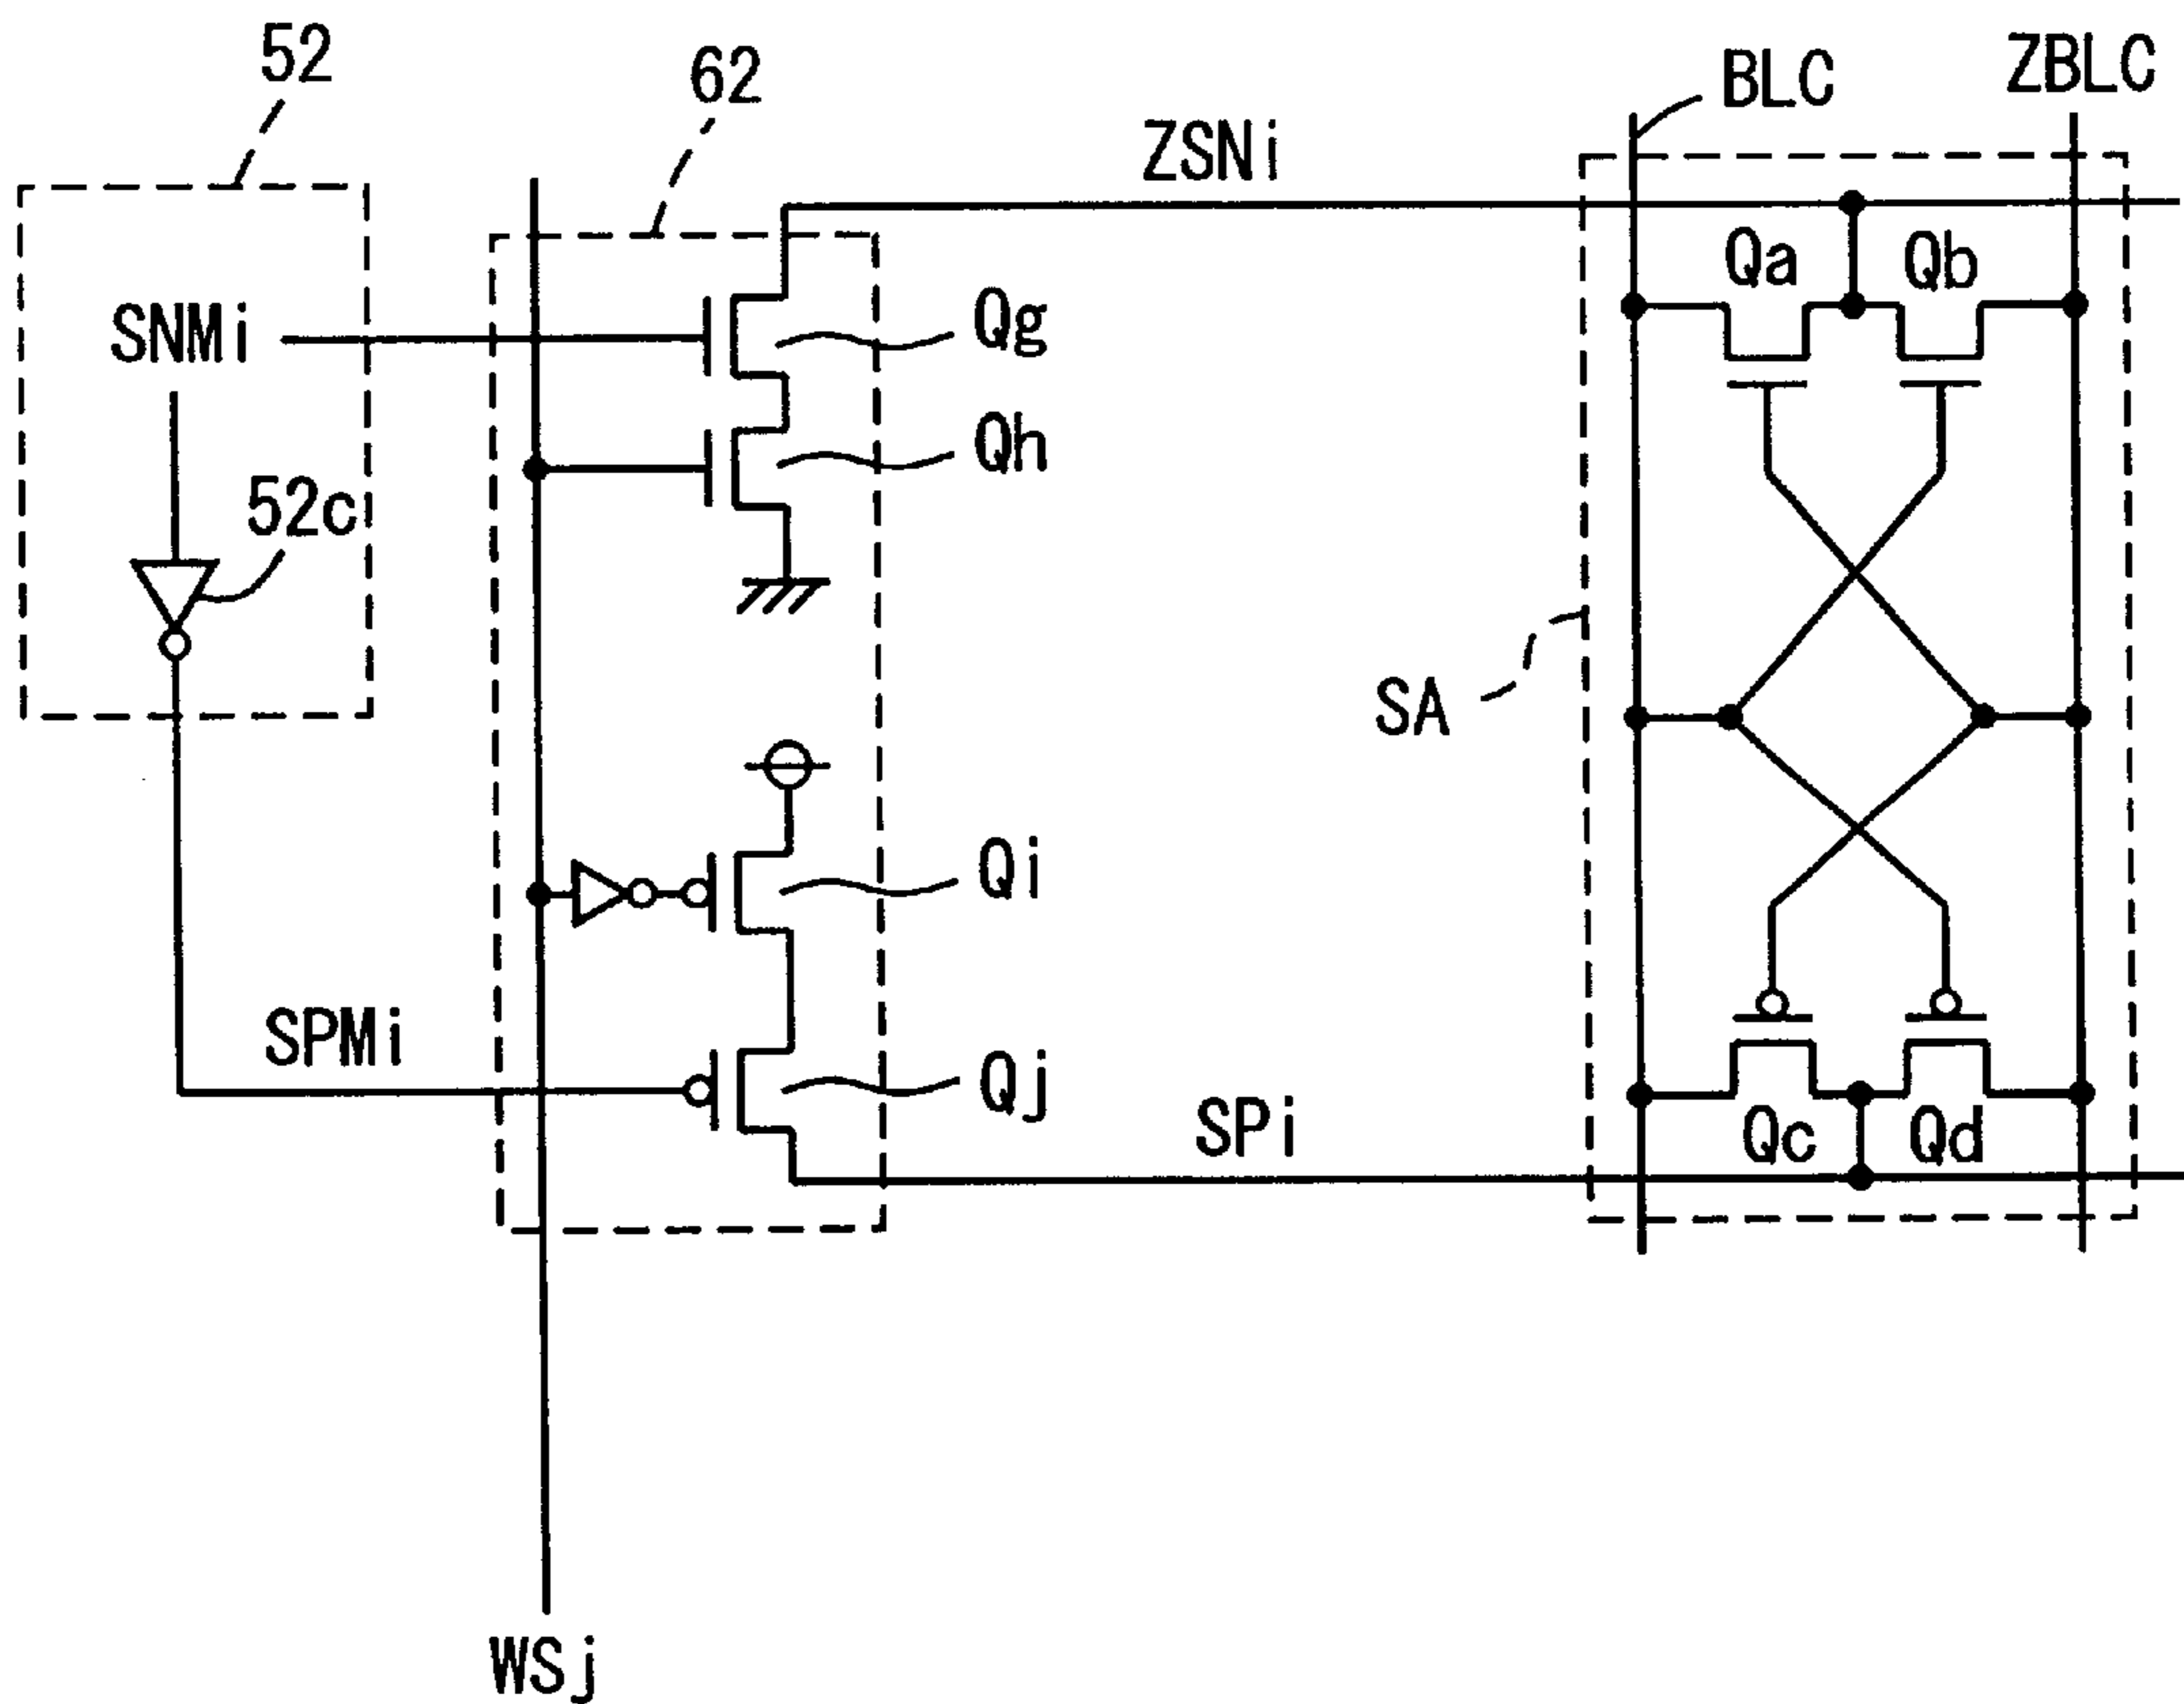 52
62
BLC
ZBLC
ZSNi
Qa
Qb
SNMi
Qg
Qh
52c
SA
Qi
SPMi
Qj
SPi
Qc
Qd
WSj